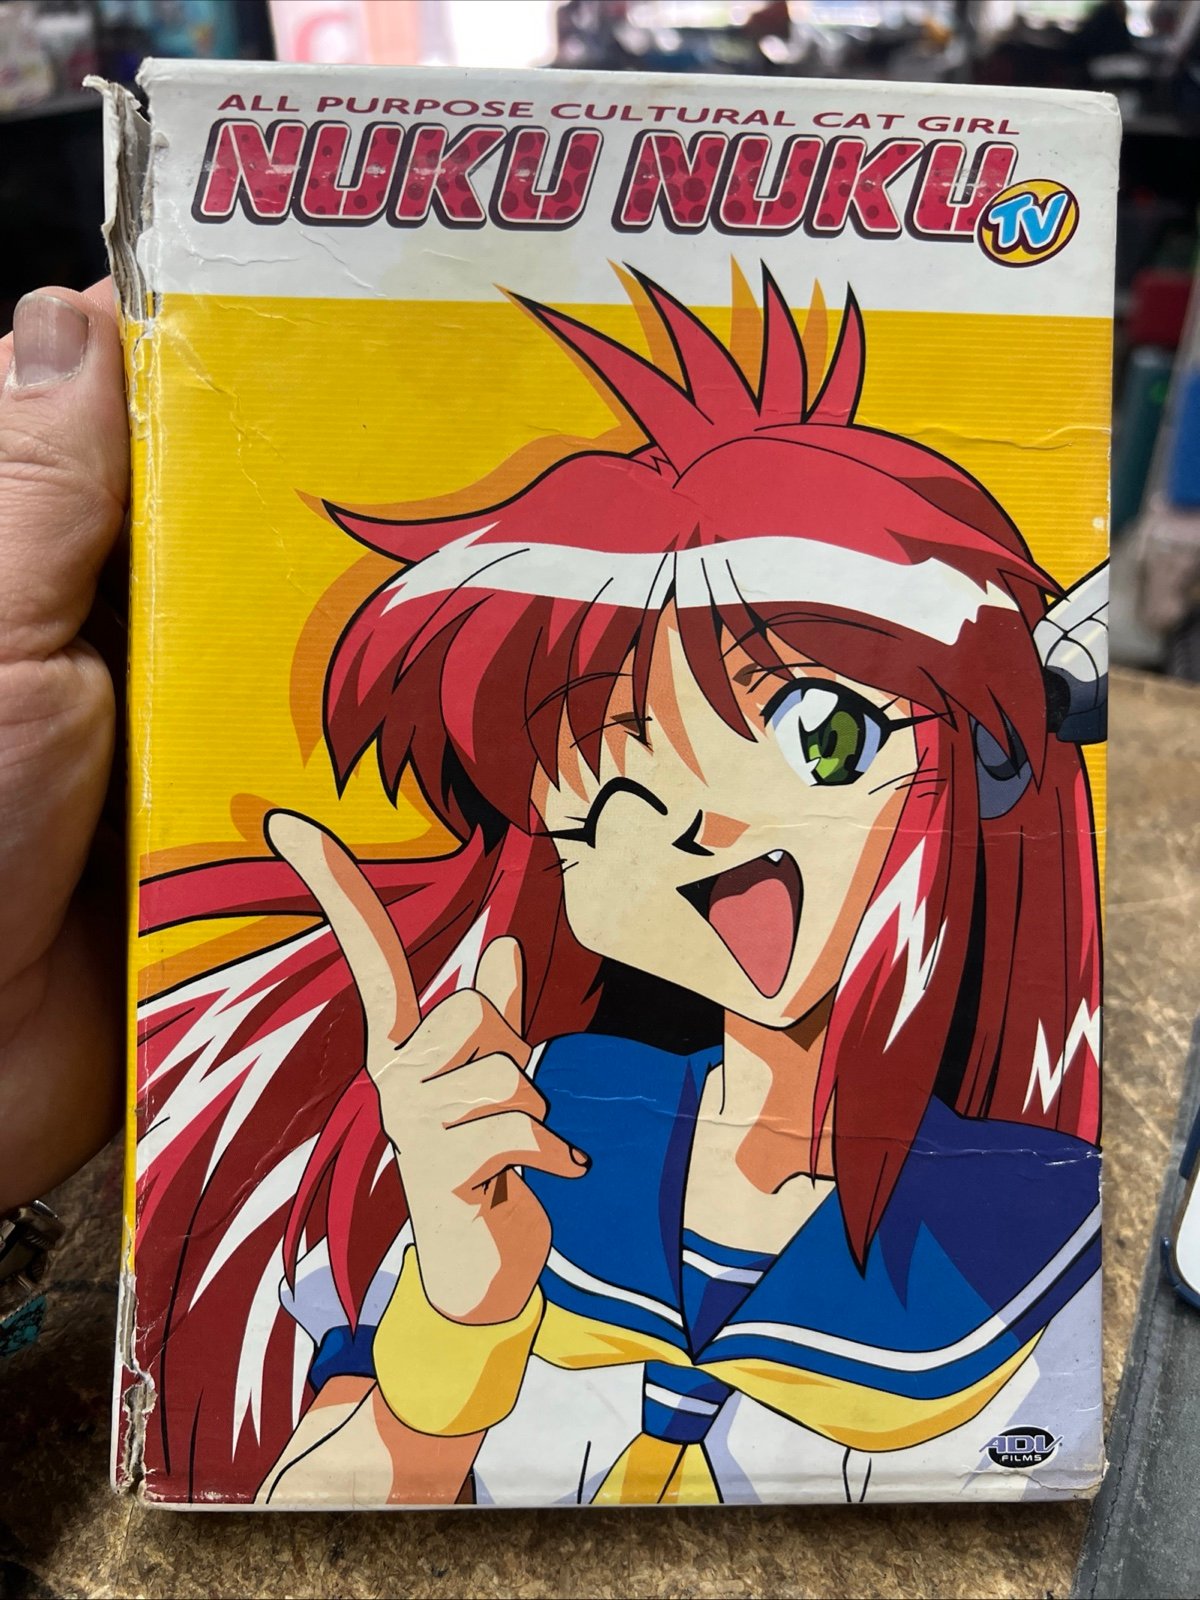 ALL PURPOSE CULTURAL CAT GIRL
NUKU NUKU
TV
ADV
FILMS